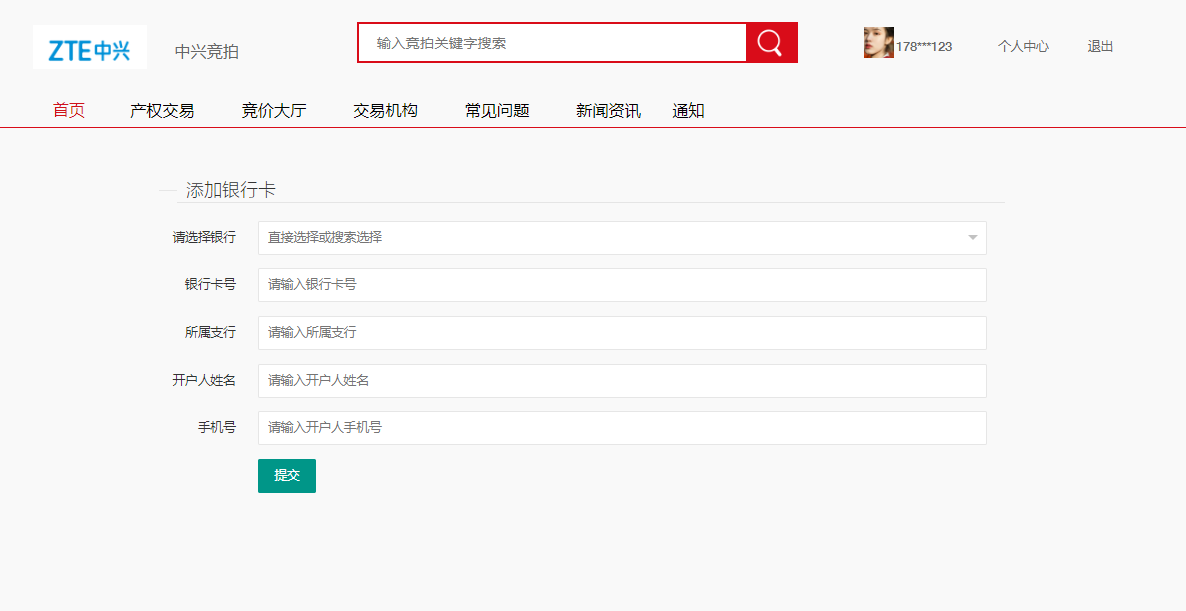 ZTE中兴
中兴竞拍
输入竞拍关键字搜索
178***123
个人中心
退出
首页 产权交易 竞价大厅 交易机构 常见问题 新闻资讯 通知
添加银行卡
请选择银行 直接选择或搜索选择
银行卡号 请输入银行卡号
所属支行 请输入所属支行
开户人姓名 请输入开户人姓名
手机号 请输入开户人手机号
提交